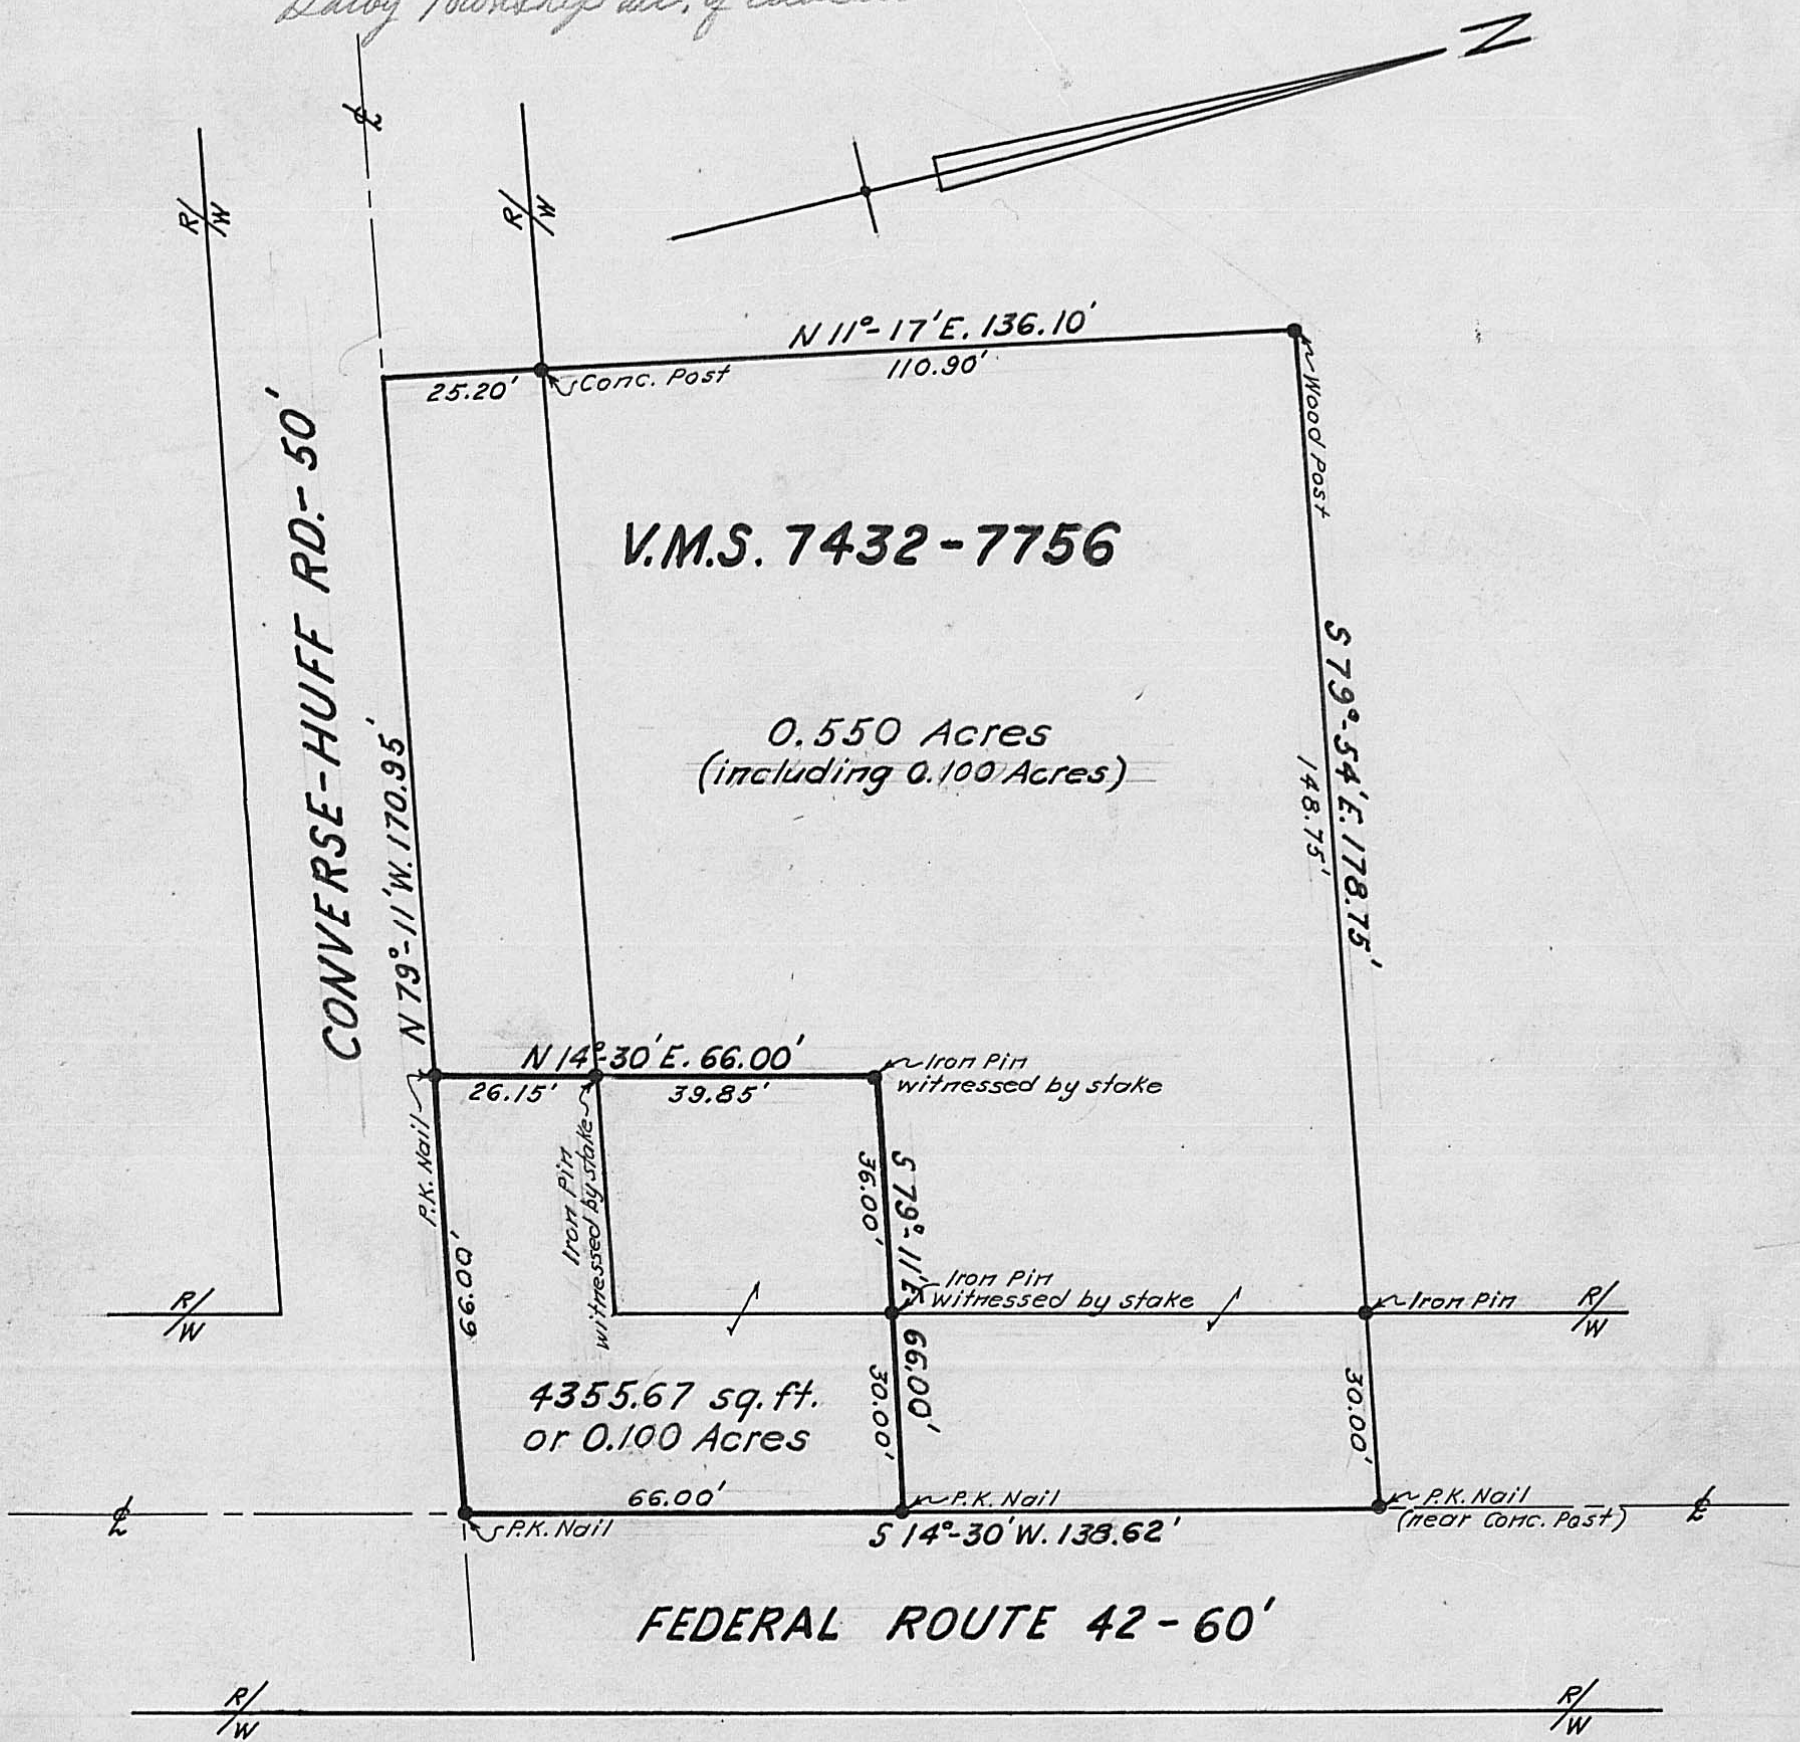 Darby Township
N
R/W
R/W
N 11°-17'E. 136.10'
25.20'
Conc. Post
110.90'
Wood Post
CONVERSE-HUFF RD.- 50'
V.M.S. 7432-7756
0.550 Acres
(including 0.100 Acres)
N 79°-11'W. 170.95'
S 79°-54'E. 178.75'
148.75'
N 14°-30'E. 66.00'
26.15'
39.85'
Iron Pin
witnessed by stake
P.K. Nail
Iron Pin
witnessed by stake
36.00'
S 79°-11'E. 66.00'
66.00'
Iron Pin
witnessed by stake
Iron Pin
R/W
R/W
30.00'
30.00'
4355.67 sq. ft.
or 0.100 Acres
66.00'
P.K. Nail
P.K. Nail
P.K. Nail
(near Conc. Post)
S 14°-30'W. 138.62'
FEDERAL ROUTE 42-60'
R/W
R/W